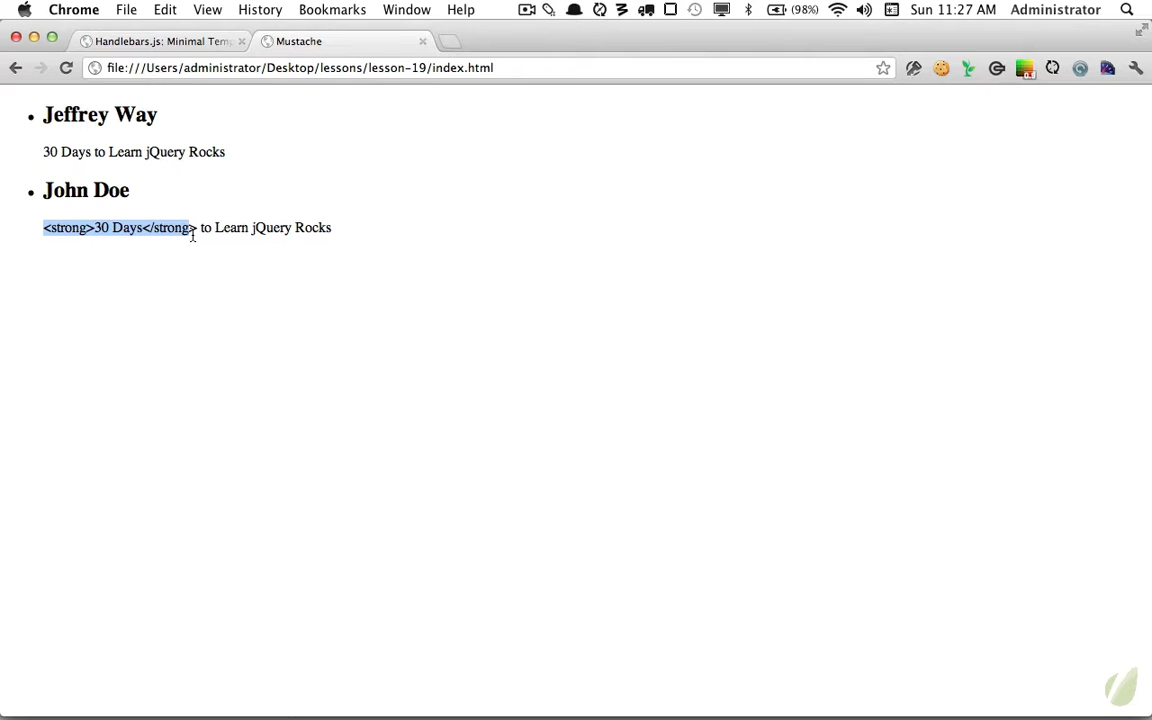 Chrome File Edit View History Bookmarks Window Help (98%) Sun 11:27 AM Administrator
Handlebars.js: Minimal Temp Mustache
file:///Users/administrator/Desktop/lessons/lesson-19/index.html
Jeffrey Way
30 Days to Learn jQuery Rocks
John Doe
<strong>30 Days</strong> to Learn jQuery Rocks